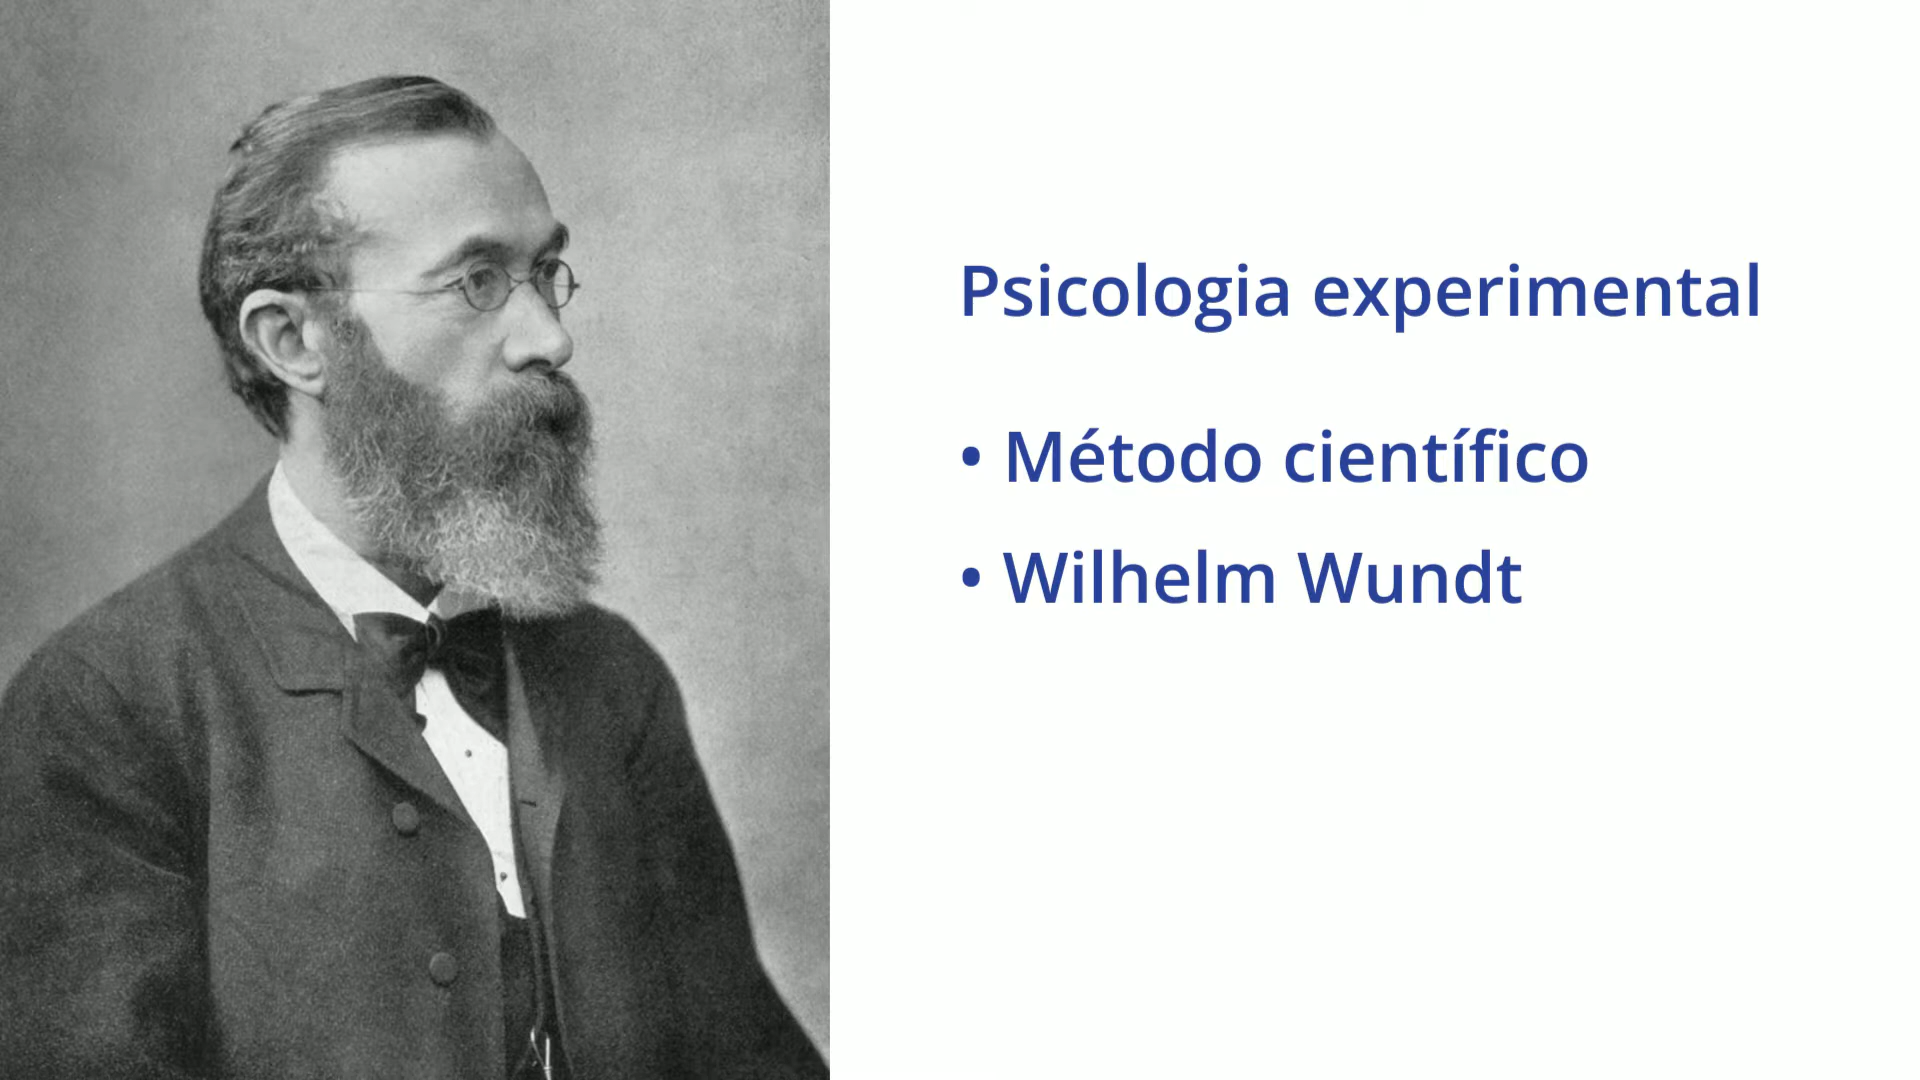 Psicologia experimental
• Método científico
• Wilhelm Wundt